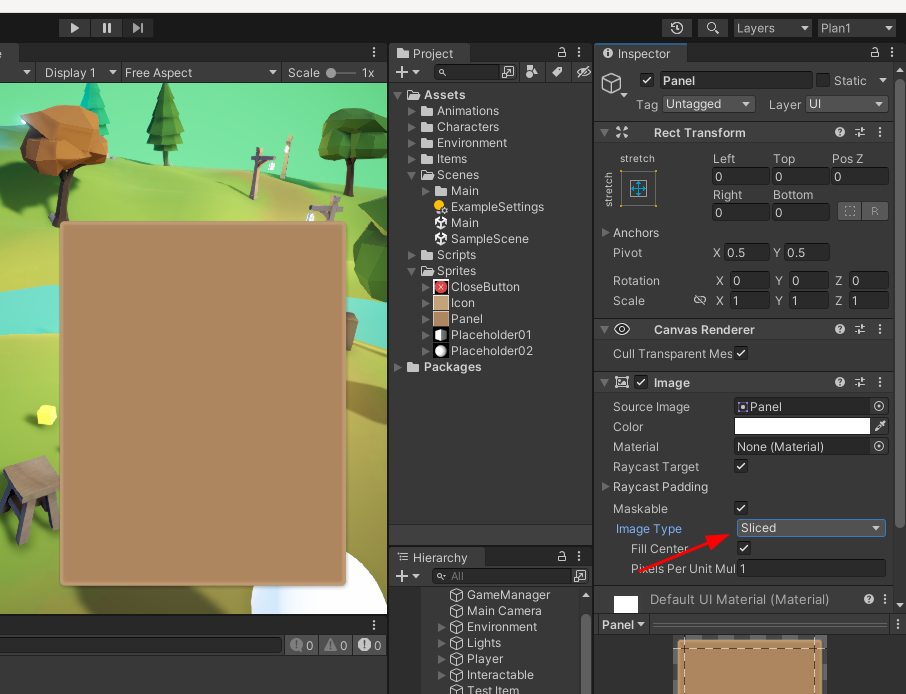 Layers
Plan1
Display 1
Free Aspect
Scale
1x
0
0
0
Project
Assets
Animations
Characters
Environment
Items
Scenes
Main
ExampleSettings
Main
SampleScene
Scripts
Sprites
CloseButton
Icon
Panel
Placeholder01
Placeholder02
Packages
Hierarchy
All
GameManager
Main Camera
Environment
Lights
Player
Interactable
Test Item
Inspector
Panel
Static
Tag Untagged Layer UI
Rect Transform
stretch
stretch
Left Top Pos Z
0 0 0
Right Bottom
0 0
R
Anchors
Pivot X 0.5 Y 0.5
Rotation X 0 Y 0 Z 0
Scale X 1 Y 1 Z 1
Canvas Renderer
Cull Transparent Mes
Image
Source Image Panel
Color
Material None (Material)
Raycast Target
Raycast Padding
Maskable
Image Type Sliced
Fill Center
Pixels Per Unit Mul 1
Default UI Material (Material)
Panel